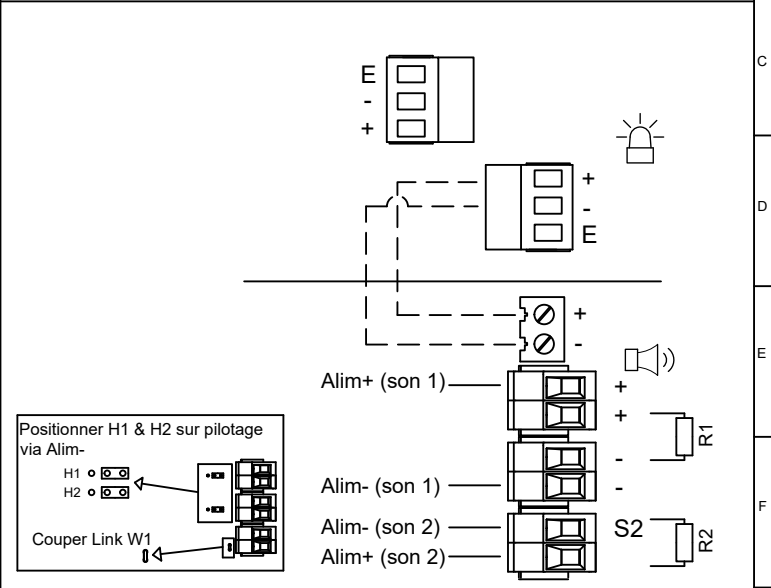 C
E
-
+
+
D
-
E
+
E
-
Alim+ (son 1)
+
+
R1
Positionner H1 & H2 sur pilotage
via Alim-
H1
H2
-
Alim- (son 1)
-
F
Alim- (son 2)
S2
Couper Link W1
Alim+ (son 2)
R2